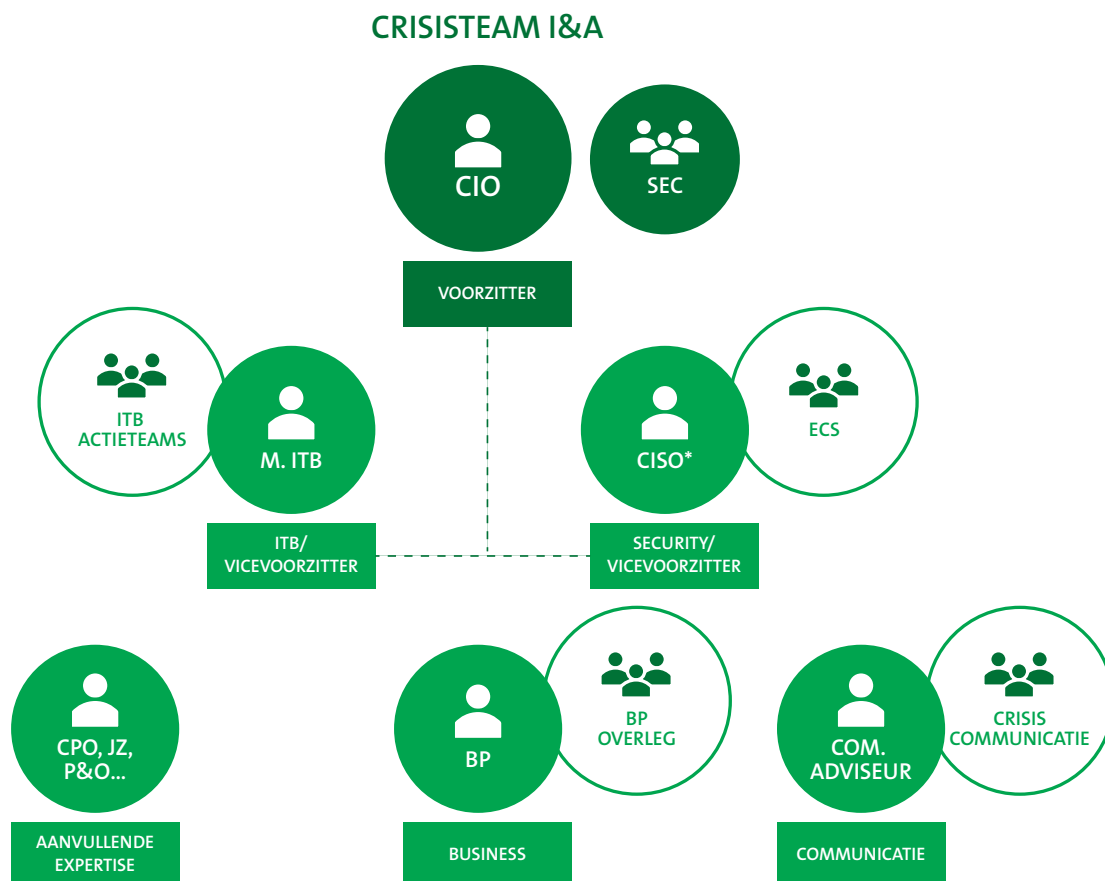 CRISISTEAM I&A
CIO
SEC
VOORZITTER
ITB
ACTIETEAMS
M. ITB
CISO*
ECS
ITB/
VICEVOORZITTER
SECURITY/
VICEVOORZITTER
CPO, JZ,
P&O...
BP
BP
OVERLEG
COM.
ADVISEUR
CRISIS
COMMUNICATIE
AANVULLENDE
EXPERTISE
BUSINESS
COMMUNICATIE